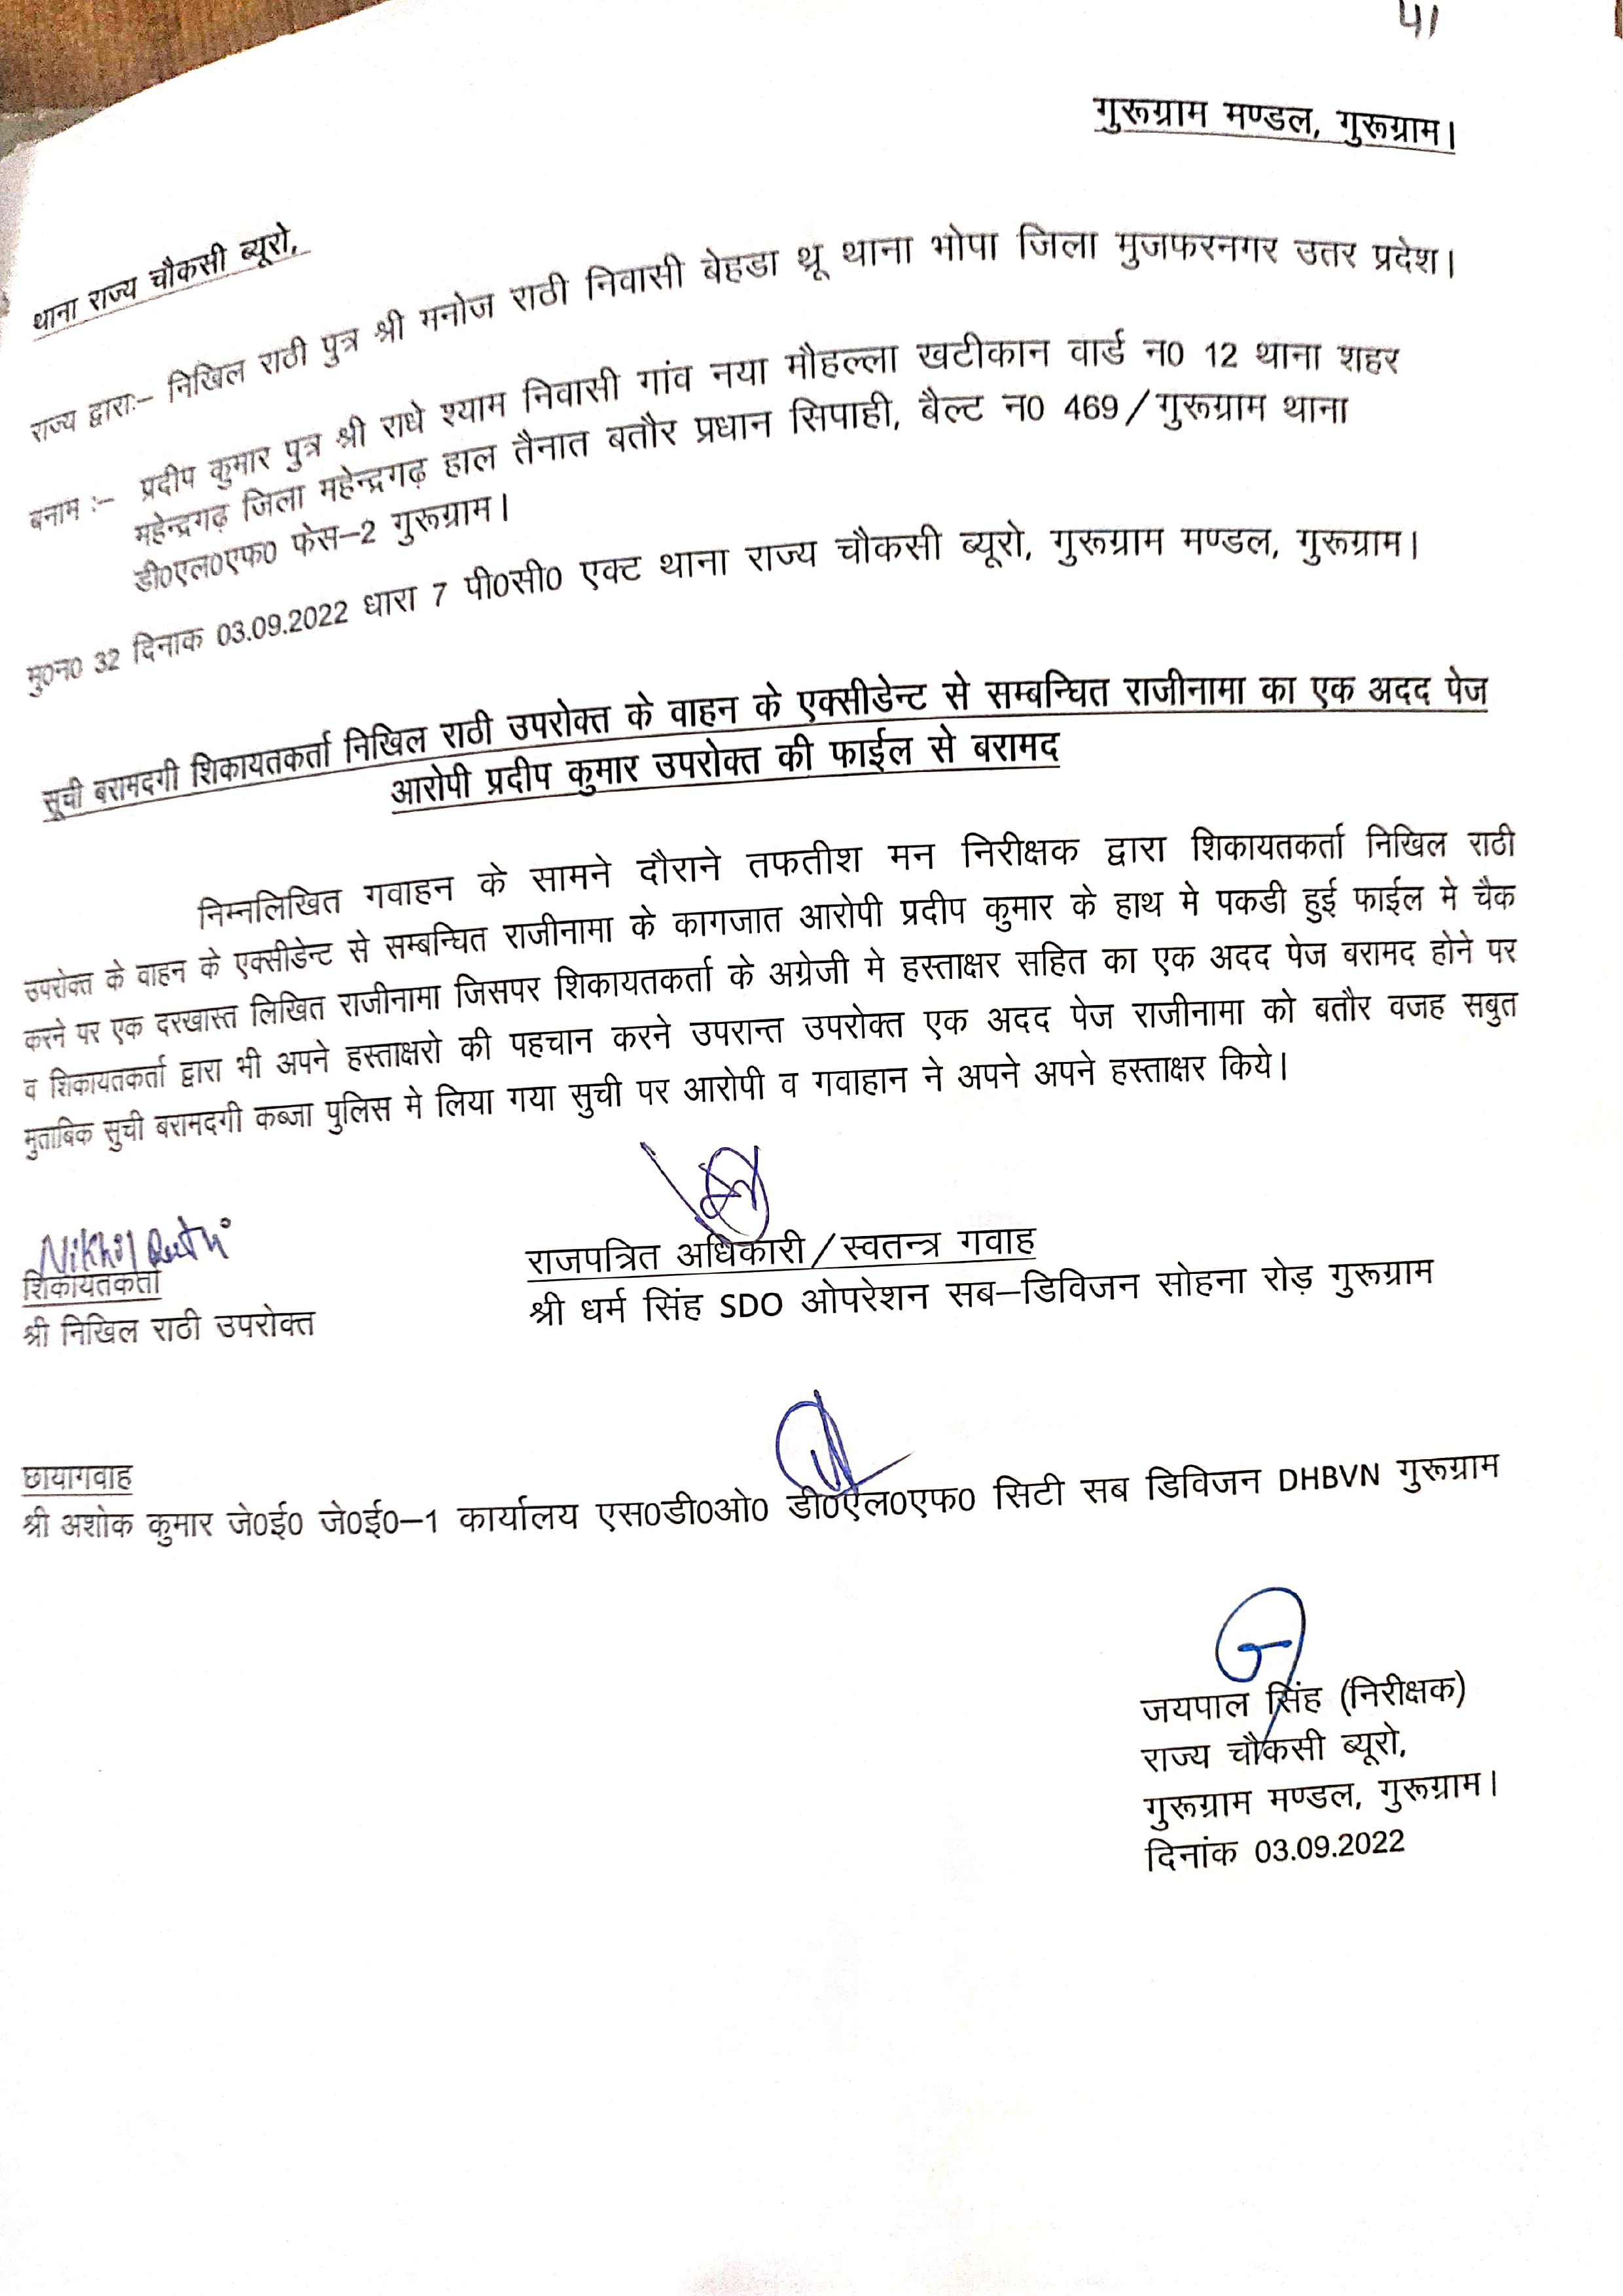 41
गुरूग्राम मण्डल, गुरूग्राम।
थाना राज्य चौकसी ब्यूरो,
राज्य द्वाराः– निखिल राठी पुत्र श्री मनोज राठी निवासी बेहडा थ्रू थाना भोपा जिला मुजफरनगर उतर प्रदेश।
बनाम :– प्रदीप कुमार पुत्र श्री राधे श्याम निवासी गांव नया मौहल्ला खटीकान वार्ड न0 12 थाना शहर
महेन्द्रगढ़ जिला महेन्द्रगढ़ हाल तैनात बतौर प्रधान सिपाही, बैल्ट न0 469/गुरूग्राम थाना
डी0एल0एफ0 फेस–2 गुरूग्राम।
मु0न0 32 दिनाक 03.09.2022 धारा 7 पी0सी0 एक्ट थाना राज्य चौकसी ब्यूरो, गुरूग्राम मण्डल, गुरूग्राम।
सूची बरामदगी शिकायतकर्ता निखिल राठी उपरोक्त के वाहन के एक्सीडेन्ट से सम्बन्घित राजीनामा का एक अदद पेज
आरोपी प्रदीप कुमार उपरोक्त की फाईल से बरामद
निम्नलिखित गवाहन के सामने दौराने तफतीश मन निरीक्षक द्वारा शिकायतकर्ता निखिल राठी
उपरोक्त के वाहन के एक्सीडेन्ट से सम्बन्घित राजीनामा के कागजात आरोपी प्रदीप कुमार के हाथ मे पकडी हुई फाईल मे चैक
करने पर एक दरखास्त लिखित राजीनामा जिसपर शिकायतकर्ता के अग्रेजी मे हस्ताक्षर सहित का एक अदद पेज बरामद होने पर
व शिकायतकर्ता द्वारा भी अपने हस्ताक्षरो की पहचान करने उपरान्त उपरोक्त एक अदद पेज राजीनामा को बतौर वजह सबुत
मुताबिक सुची बरामदगी कब्जा पुलिस मे लिया गया सुची पर आरोपी व गवाहान ने अपने अपने हस्ताक्षर किये।
Nikhil Rathi
शिकायतकर्ता
श्री निखिल राठी उपरोक्त
राजपत्रित अधिकारी/स्वतन्त्र गवाह
श्री धर्म सिंह SDO ओपरेशन सब–डिविजन सोहना रोड़ गुरूग्राम
छायागवाह
श्री अशोक कुमार जे0ई0 जे0ई0–1 कार्यालय एस0डी0ओ0 डी0एल0एफ0 सिटी सब डिविजन DHBVN गुरूग्राम
जयपाल सिंह (निरीक्षक)
राज्य चौकसी ब्यूरो,
गुरूग्राम मण्डल, गुरूग्राम।
दिनांक 03.09.2022